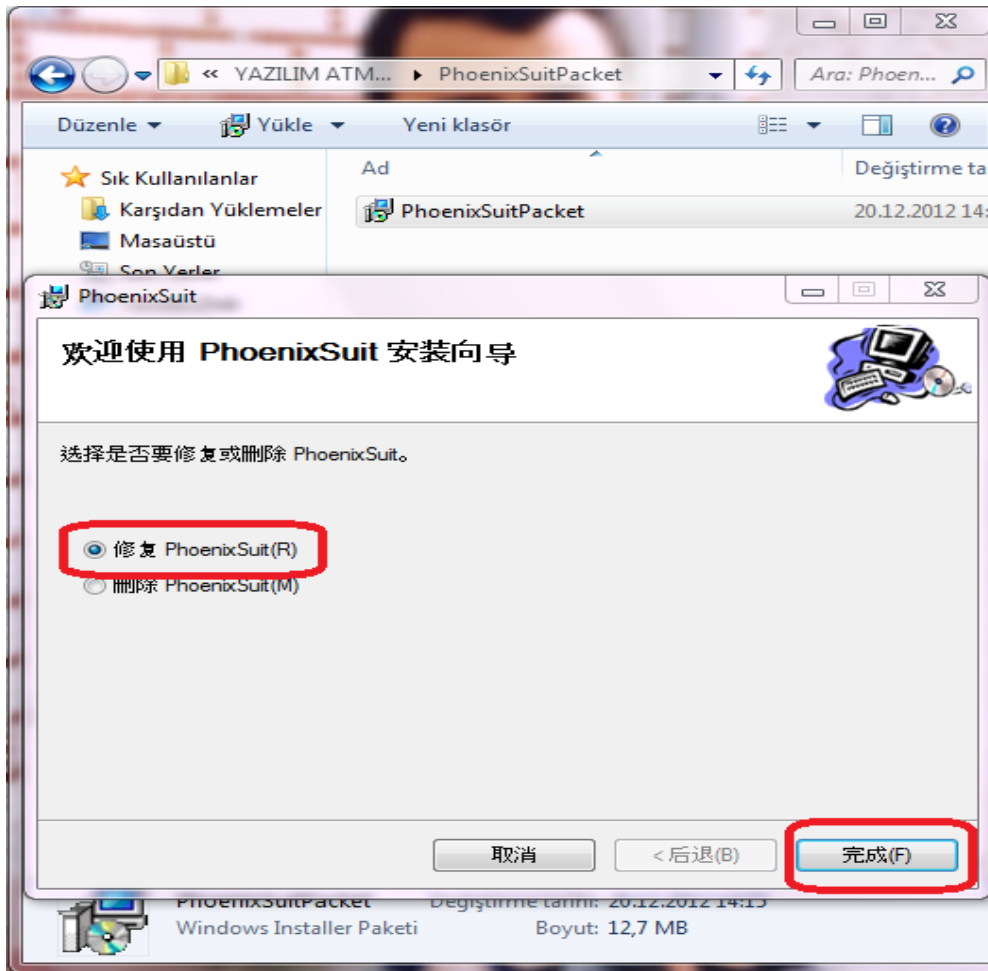 « YAZILIM ATM... ▸ PhoenixSuitPacket
Ara: Phoen...
Düzenle Yükle Yeni klasör
Ad Değiştirme ta
Sık Kullanılanlar
Karşıdan Yüklemeler
PhoenixSuitPacket 20.12.2012 14:
Masaüstü
Son Yerler
PhoenixSuit
欢迎使用 PhoenixSuit 安装向导
选择是否要修复或删除 PhoenixSuit。
修复 PhoenixSuit(R)
删除 PhoenixSuit(M)
取消 <后退(B) 完成(F)
PhoenixSuitPacket Değiştirme tarihi: 20.12.2012 14:15
Windows Installer Paketi Boyut: 12,7 MB